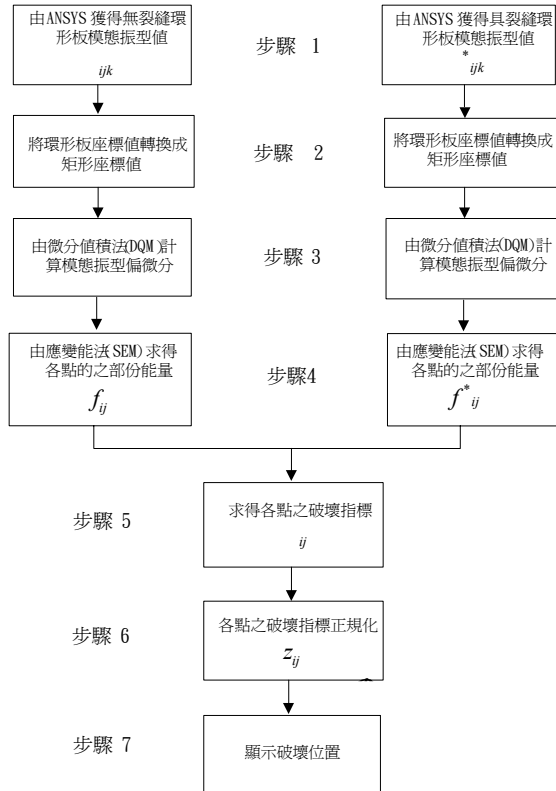 由ANSYS 獲得無裂縫環
形板模態振型值
ijk
步驟 1
由ANSYS 獲得具裂縫環
形板模態振型值
*
ijk
將環形板座標值轉換成
矩形座標值
步驟 2
將環形板座標值轉換成
矩形座標值
由微分值積法(DQM)計
算模態振型偏微分
步驟 3
由微分值積法(DQM)計
算模態振型偏微分
由應變能法(SEM)求得
各點的之部份能量
f ij
步驟4
由應變能法(SEM)求得
各點的之部份能量
f* ij
步驟 5
求得各點之破壞指標
ij
步驟 6
各點之破壞指標正規化
z ij
步驟 7
顯示破壞位置